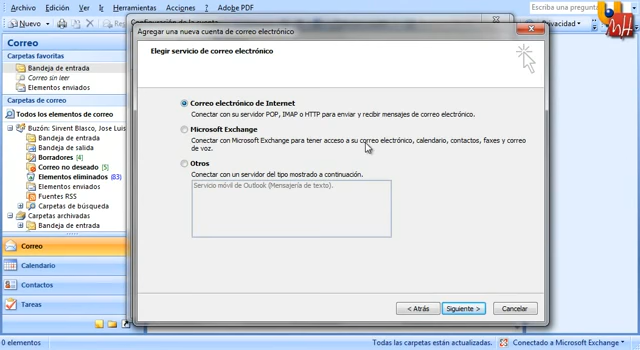 Archivo Edición Ver Ir Herramientas Acciones ? Adobe PDF
Escriba una pregunta
Nuevo
Configuración de la cuenta
Privacidad
Agregar una nueva cuenta de correo electrónico
Correo
Elegir servicio de correo electrónico
Carpetas favoritas
Bandeja de entrada
Correo sin leer
Elementos enviados
Carpetas de correo
Todos los elementos de correo
Buzón: Sirvent Blasco, Jose Luis
Bandeja de entrada
Bandeja de salida
Borradores [4]
Correo no deseado [5]
Elementos eliminados (83)
Elementos enviados
Fuentes RSS
Carpetas de búsqueda
Carpetas archivadas
Bandeja de entrada
Correo electrónico de Internet
Conectar con su servidor POP, IMAP o HTTP para enviar y recibir mensajes de correo electrónico.
Microsoft Exchange
Conectar con Microsoft Exchange para tener acceso a su correo electrónico, calendario, contactos, faxes y correo
de voz.
Otros
Conectar con un servidor del tipo mostrado a continuación.
Servicio móvil de Outlook (Mensajería de texto).
Correo
Calendario
Contactos
Tareas
< Atrás Siguiente > Cancelar
0 elementos
Todas las carpetas están actualizadas.
Conectado a Microsoft Exchange